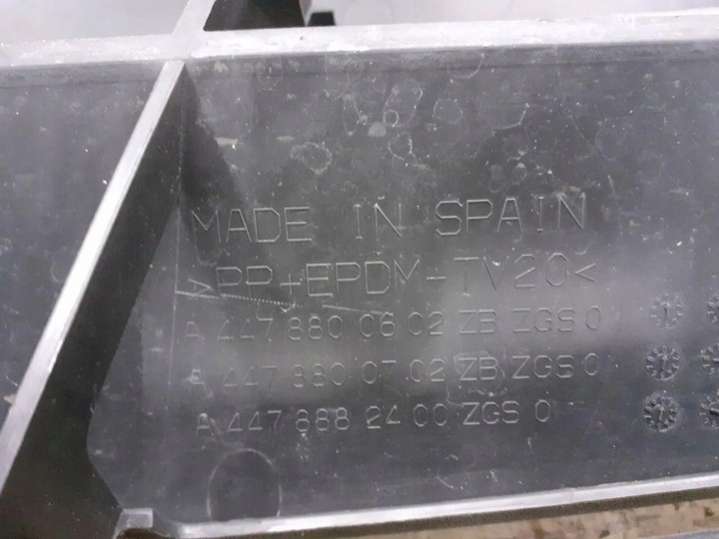 MADE IN SPAIN
>PP+EPDM-TV20<
A 447 880 06 02 ZB ZGS 0
A 447 880 07 02 ZB ZGS 0
A 447 888 24 00 ZGS 0